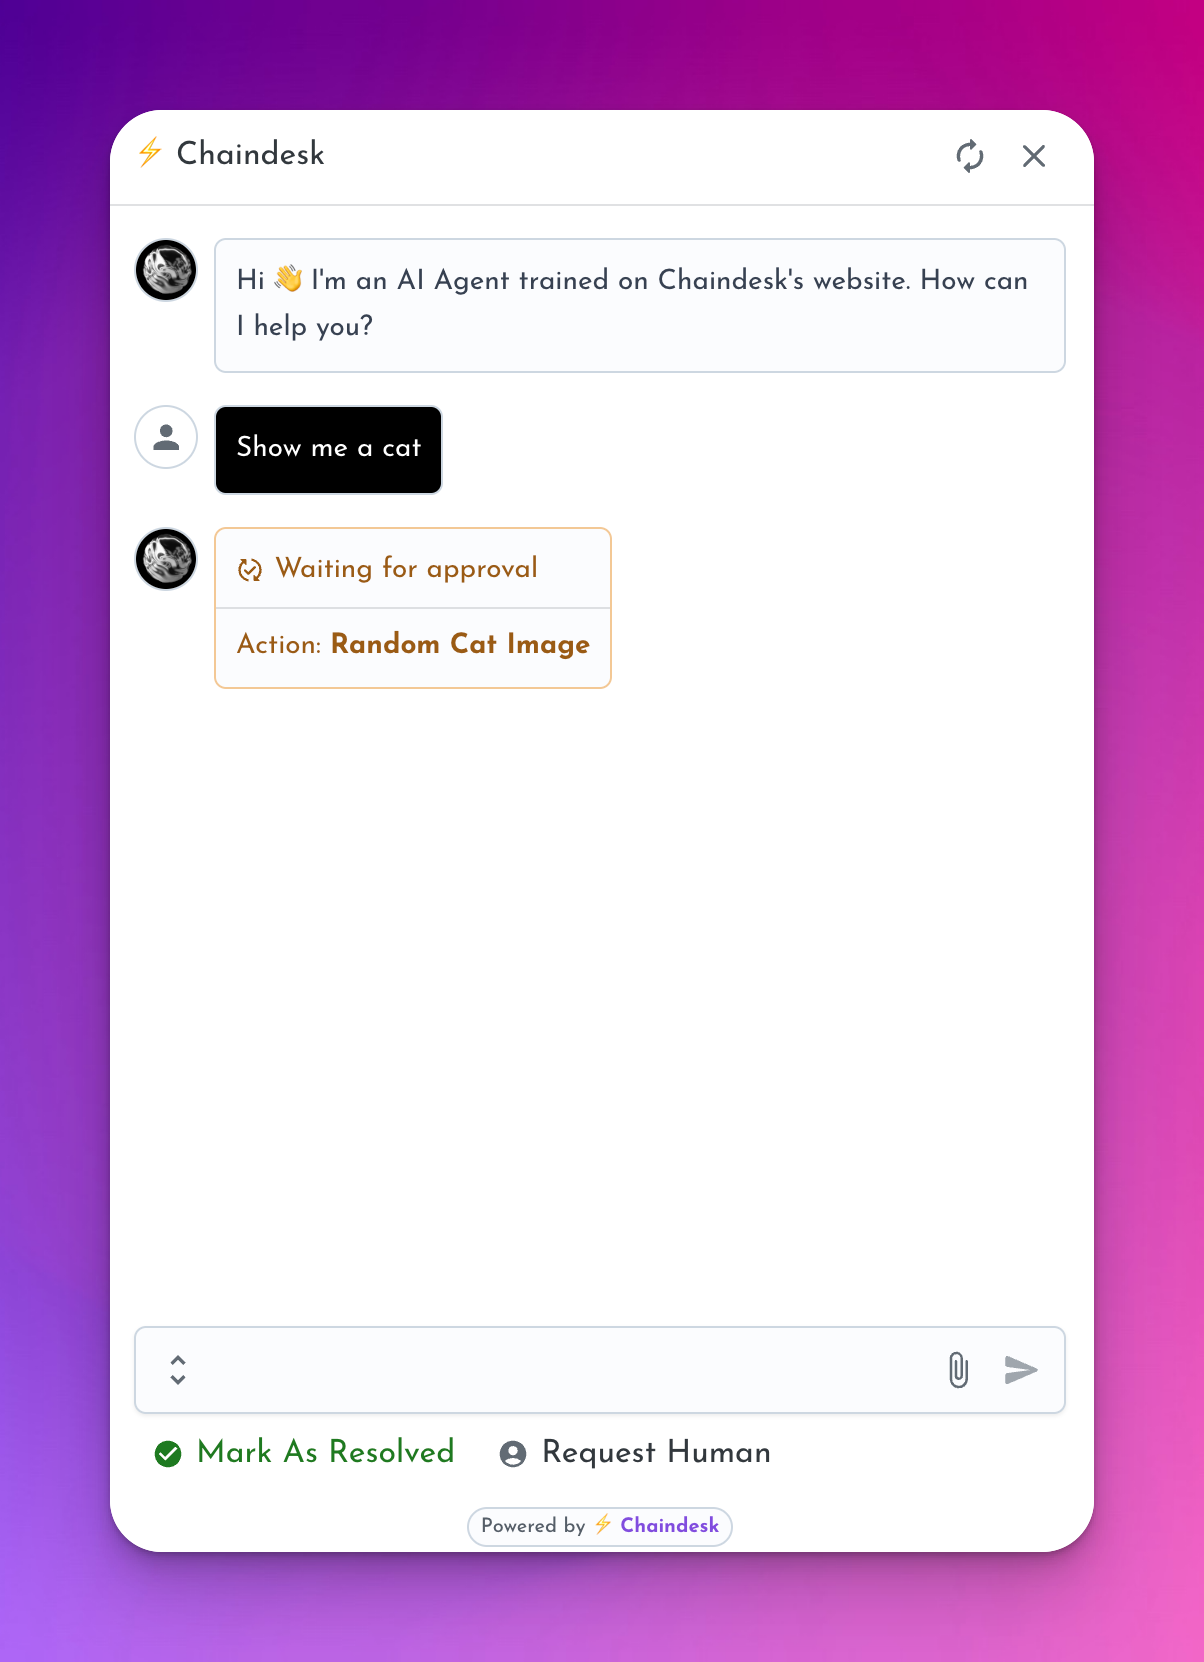 ⚡ Chaindesk
Hi 👋 I'm an AI Agent trained on Chaindesk's website. How can
I help you?
Show me a cat
Waiting for approval
Action: Random Cat Image
Mark As Resolved
Request Human
Powered by ⚡ Chaindesk